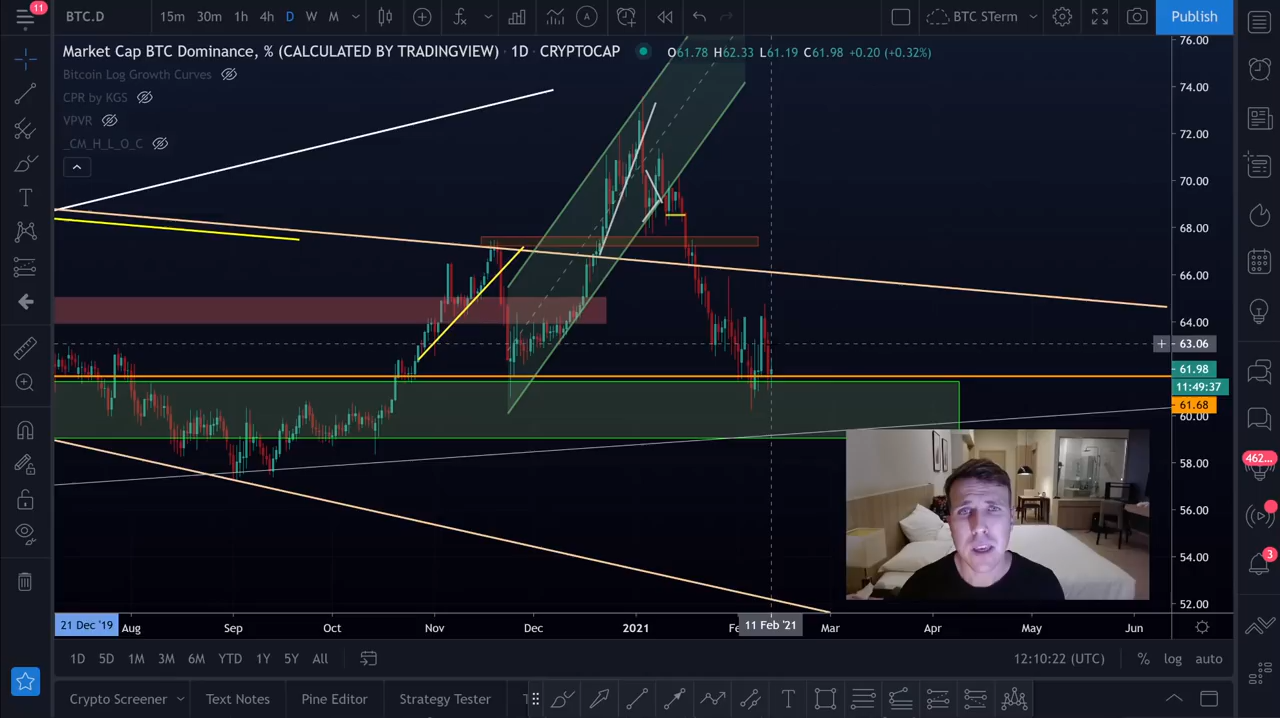 11
BTC.D 15m 30m 1h 4h D W M BTC STerm Publish
Market Cap BTC Dominance, % (CALCULATED BY TRADINGVIEW) · 1D · CRYPTOCAP O61.78 H62.33 L61.19 C61.98 +0.20 (+0.32%)
Bitcoin Log Growth Curves
CPR by KGS
VPVR
_CM_H_L_O_C
76.00
74.00
72.00
70.00
68.00
66.00
64.00
63.06
61.98
11:49:37
61.68
60.00
58.00
56.00
54.00
52.00
462...
3
21 Dec '19 Aug Sep Oct Nov Dec 2021 Fe 11 Feb '21 Mar Apr May Jun
1D 5D 1M 3M 6M YTD 1Y 5Y All 12:10:22 (UTC) % log auto
Crypto Screener Text Notes Pine Editor Strategy Tester